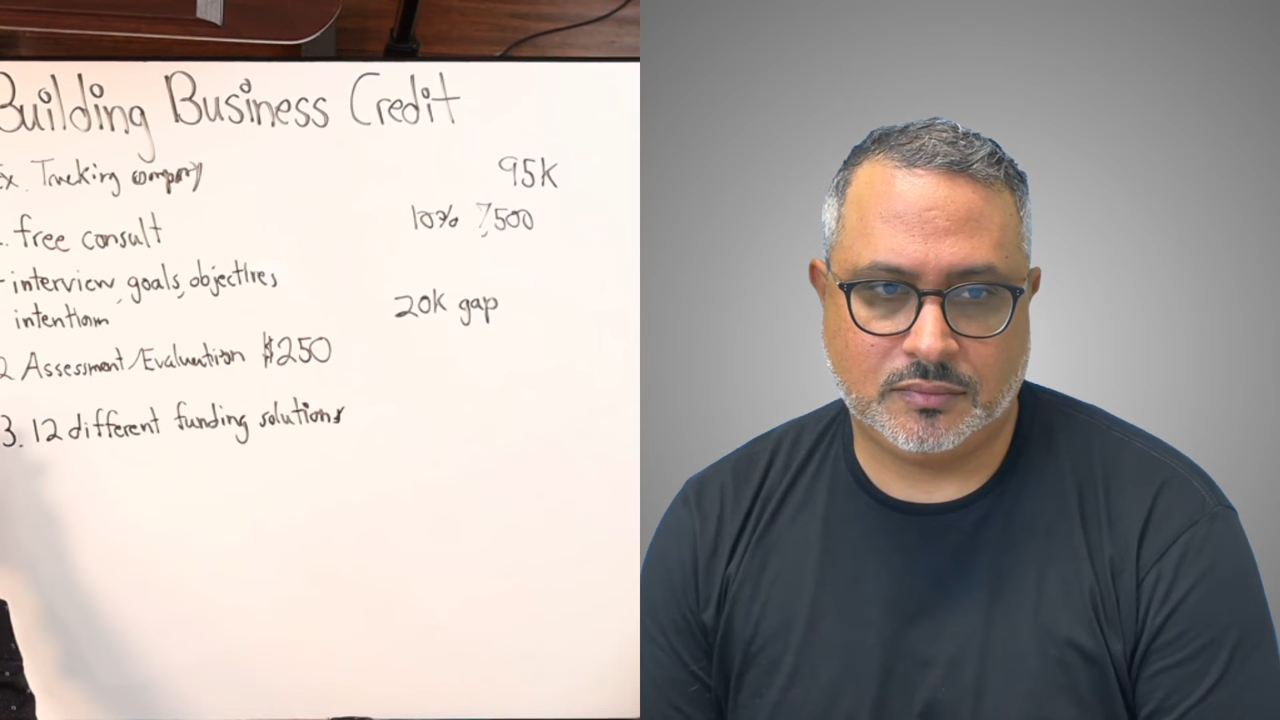 Building Business Credit
Ex. Trucking company
95K
10% 7,500
. free consult
- interview, goals, objectives
intention
20K gap
2 Assessment/Evaluation $250
3. 12 different funding solutions